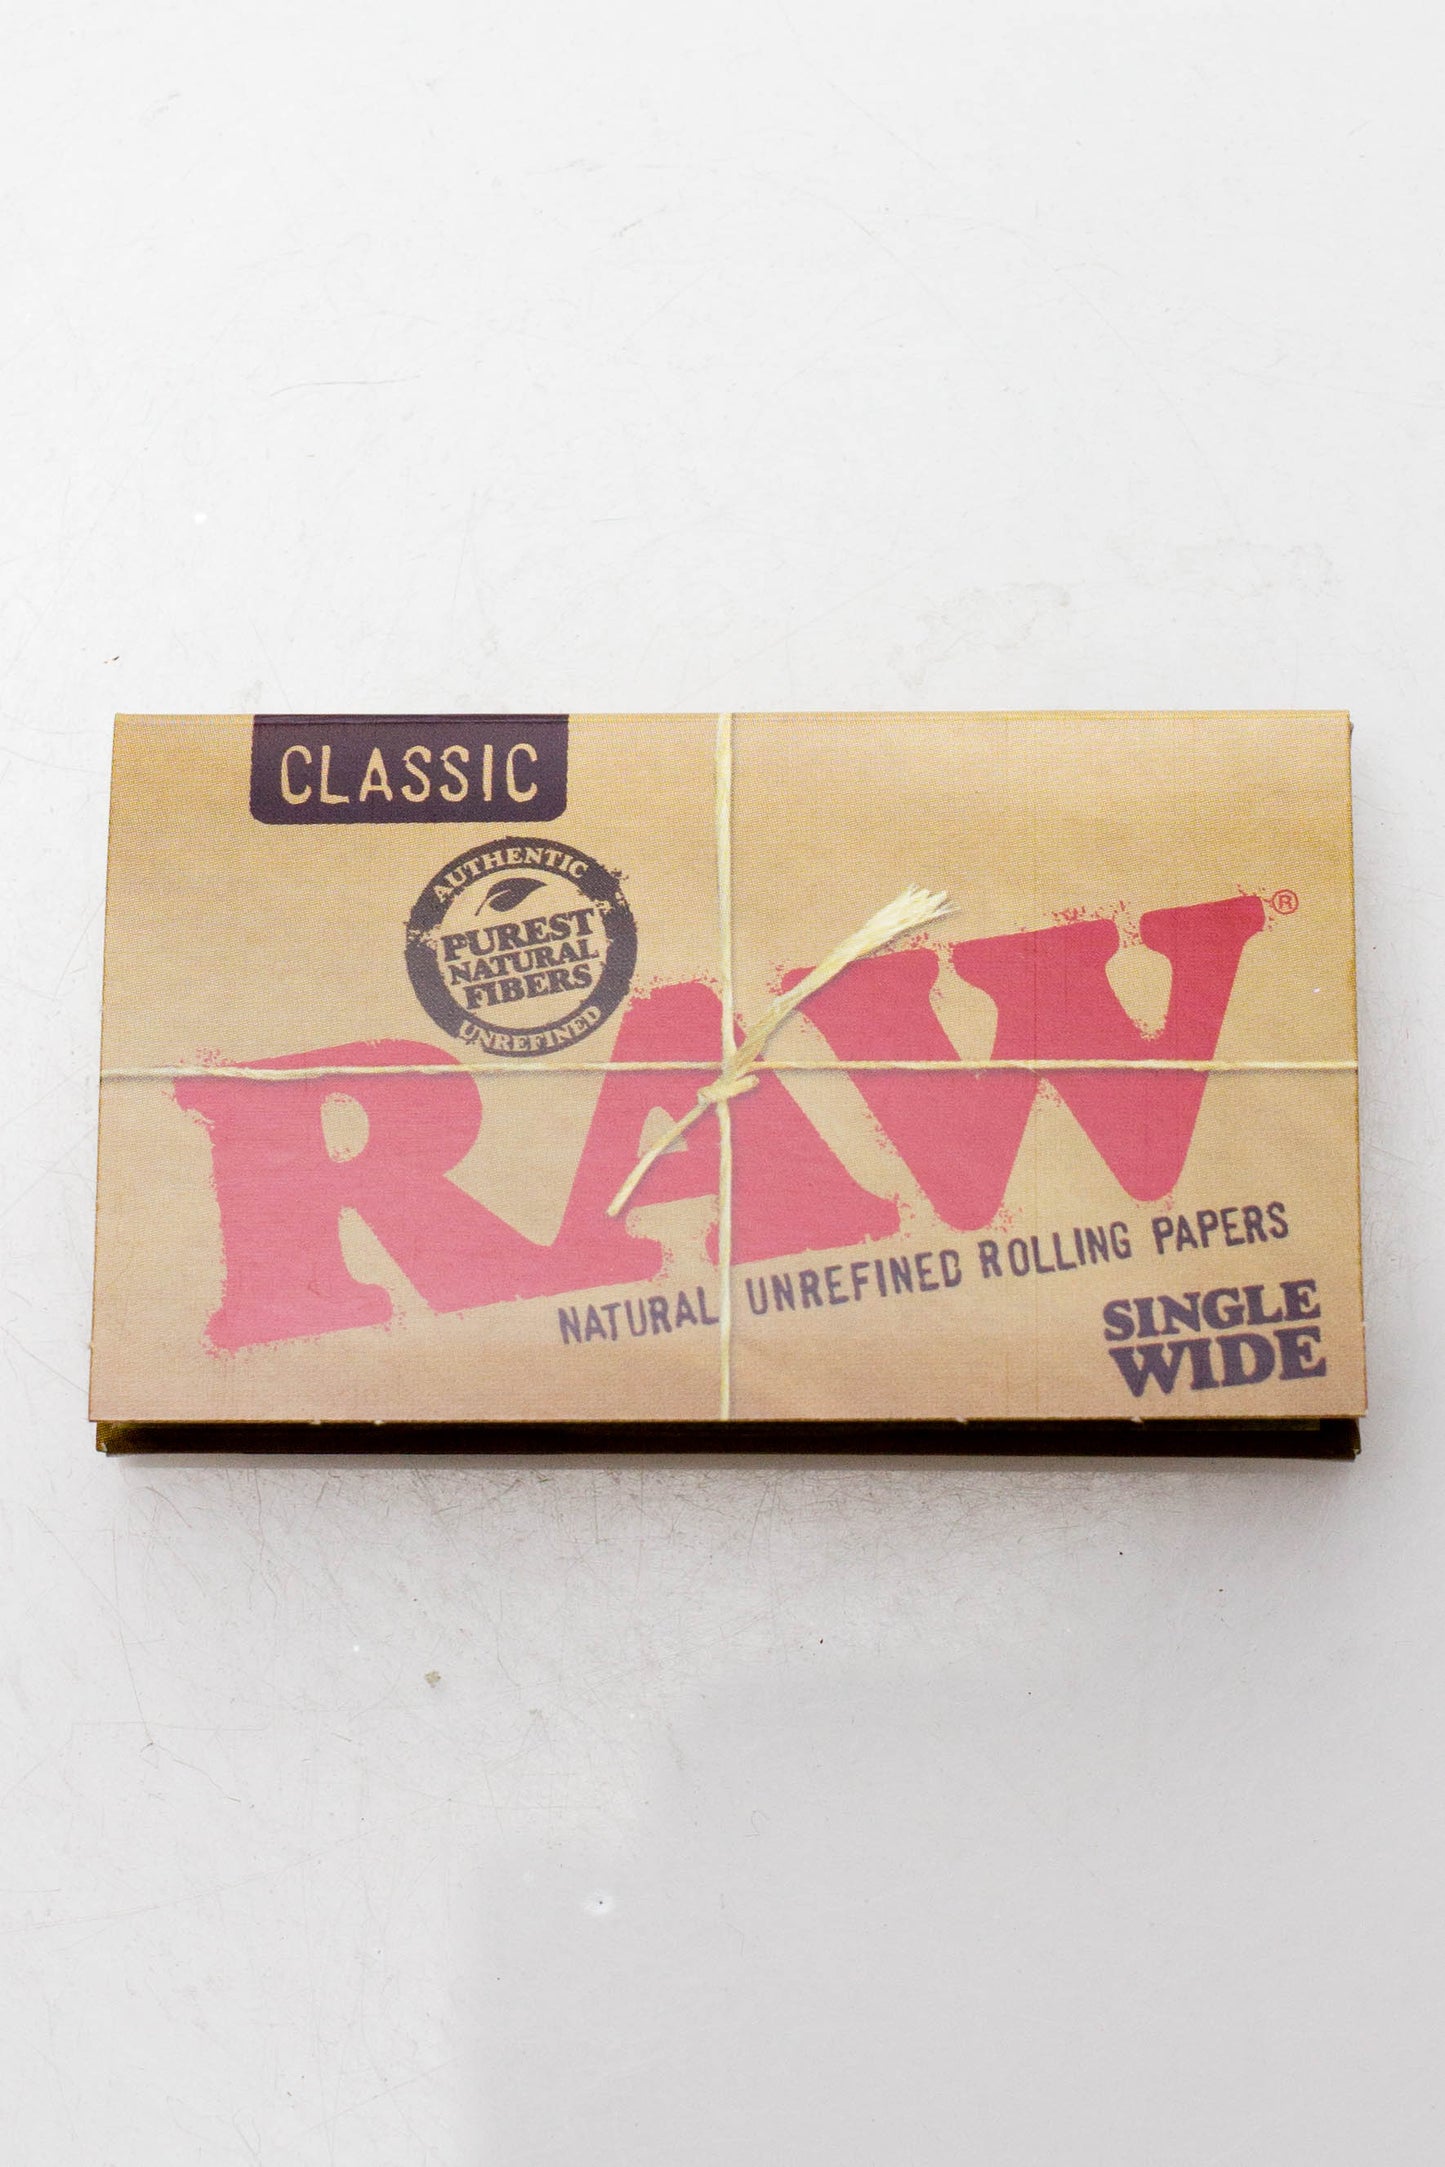 CLASSIC
AUTHENTIC
PUREST
NATURAL
FIBERS
UNREFINED
RAW®
NATURAL UNREFINED ROLLING PAPERS
SINGLE
WIDE